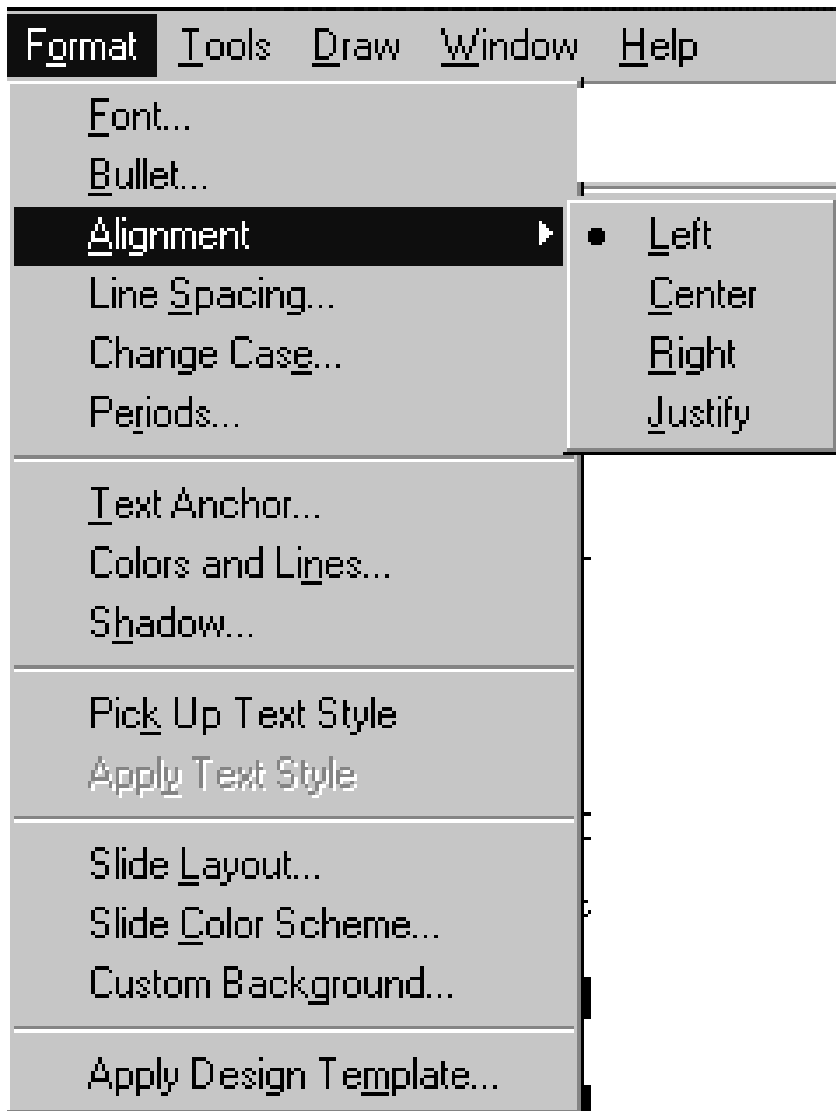 Format Tools Draw Window Help
Font...
Bullet...
Alignment
Line Spacing...
Change Case...
Periods...
Left
Center
Right
Justify
Text Anchor...
Colors and Lines...
Shadow...
Pick Up Text Style
Apply Text Style
Slide Layout...
Slide Color Scheme...
Custom Background...
Apply Design Template...